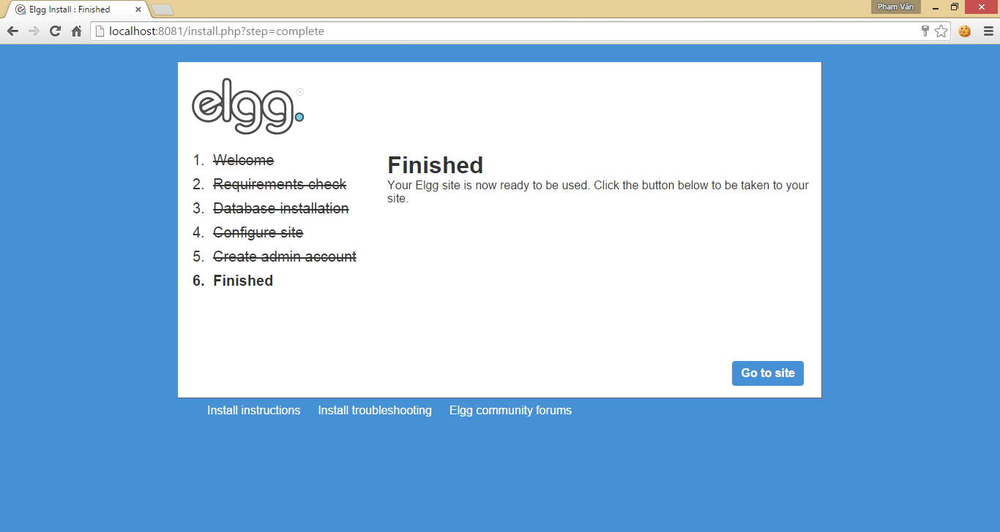 Elgg Install : Finished
Phạm Văn
localhost:8081/install.php?step=complete
elgg.®
1. Welcome
2. Requirements check
3. Database installation
4. Configure site
5. Create admin account
6. Finished
Finished
Your Elgg site is now ready to be used. Click the button below to be taken to your
site.
Go to site
Install instructions Install troubleshooting Elgg community forums